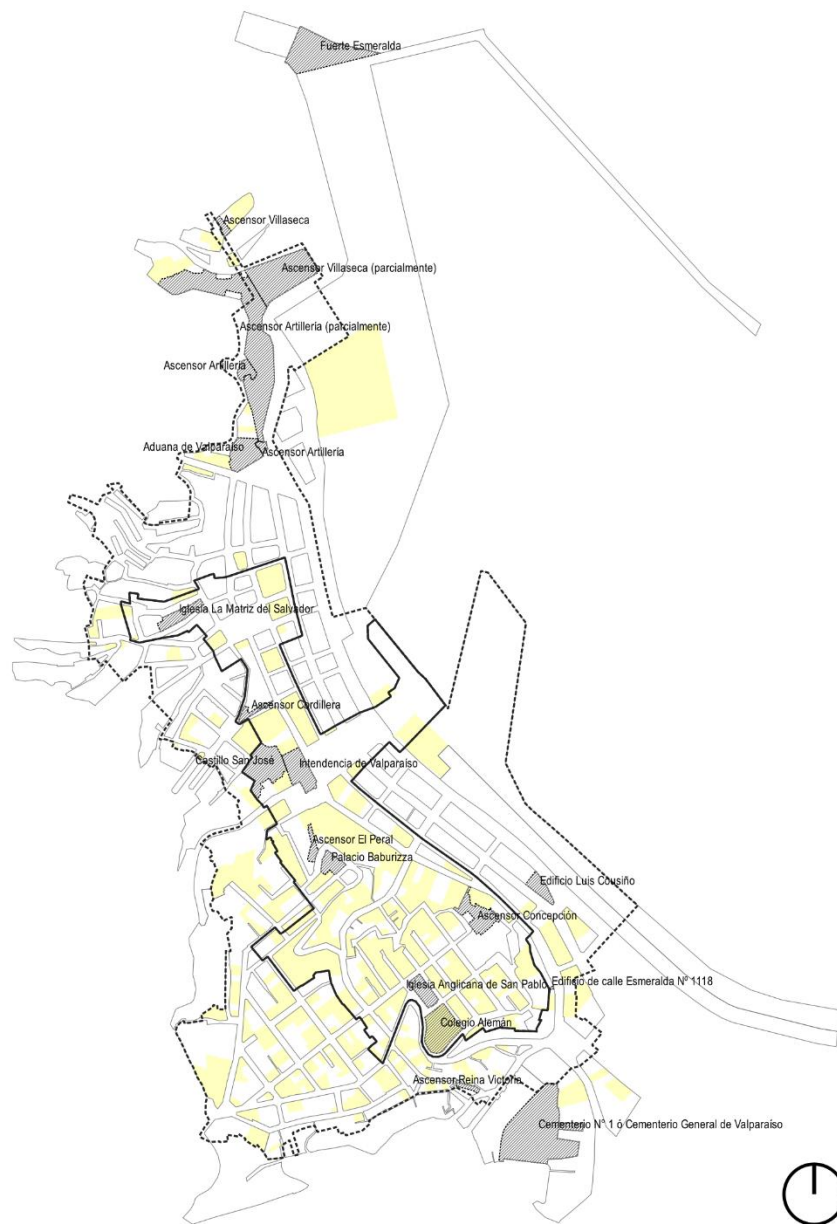 Fuerte Esmeralda
Ascensor Villaseca
Ascensor Villaseca (parcialmente)
Ascensor Artillería (parcialmente)
Ascensor Artillería
Aduana de Valparaíso
Ascensor Artillería
Iglesia La Matriz del Salvador
Ascensor Cordillera
Castillo San José
Intendencia de Valparaíso
Ascensor El Peral
Palacio Baburizza
Edificio Luis Cousiño
Ascensor Concepción
Iglesia Anglicana de San Pablo
Edificio de calle Esmeralda Nº 1118
Colegio Alemán
Ascensor Reina Victoria
Cementerio N° 1 ó Cementerio General de Valparaíso